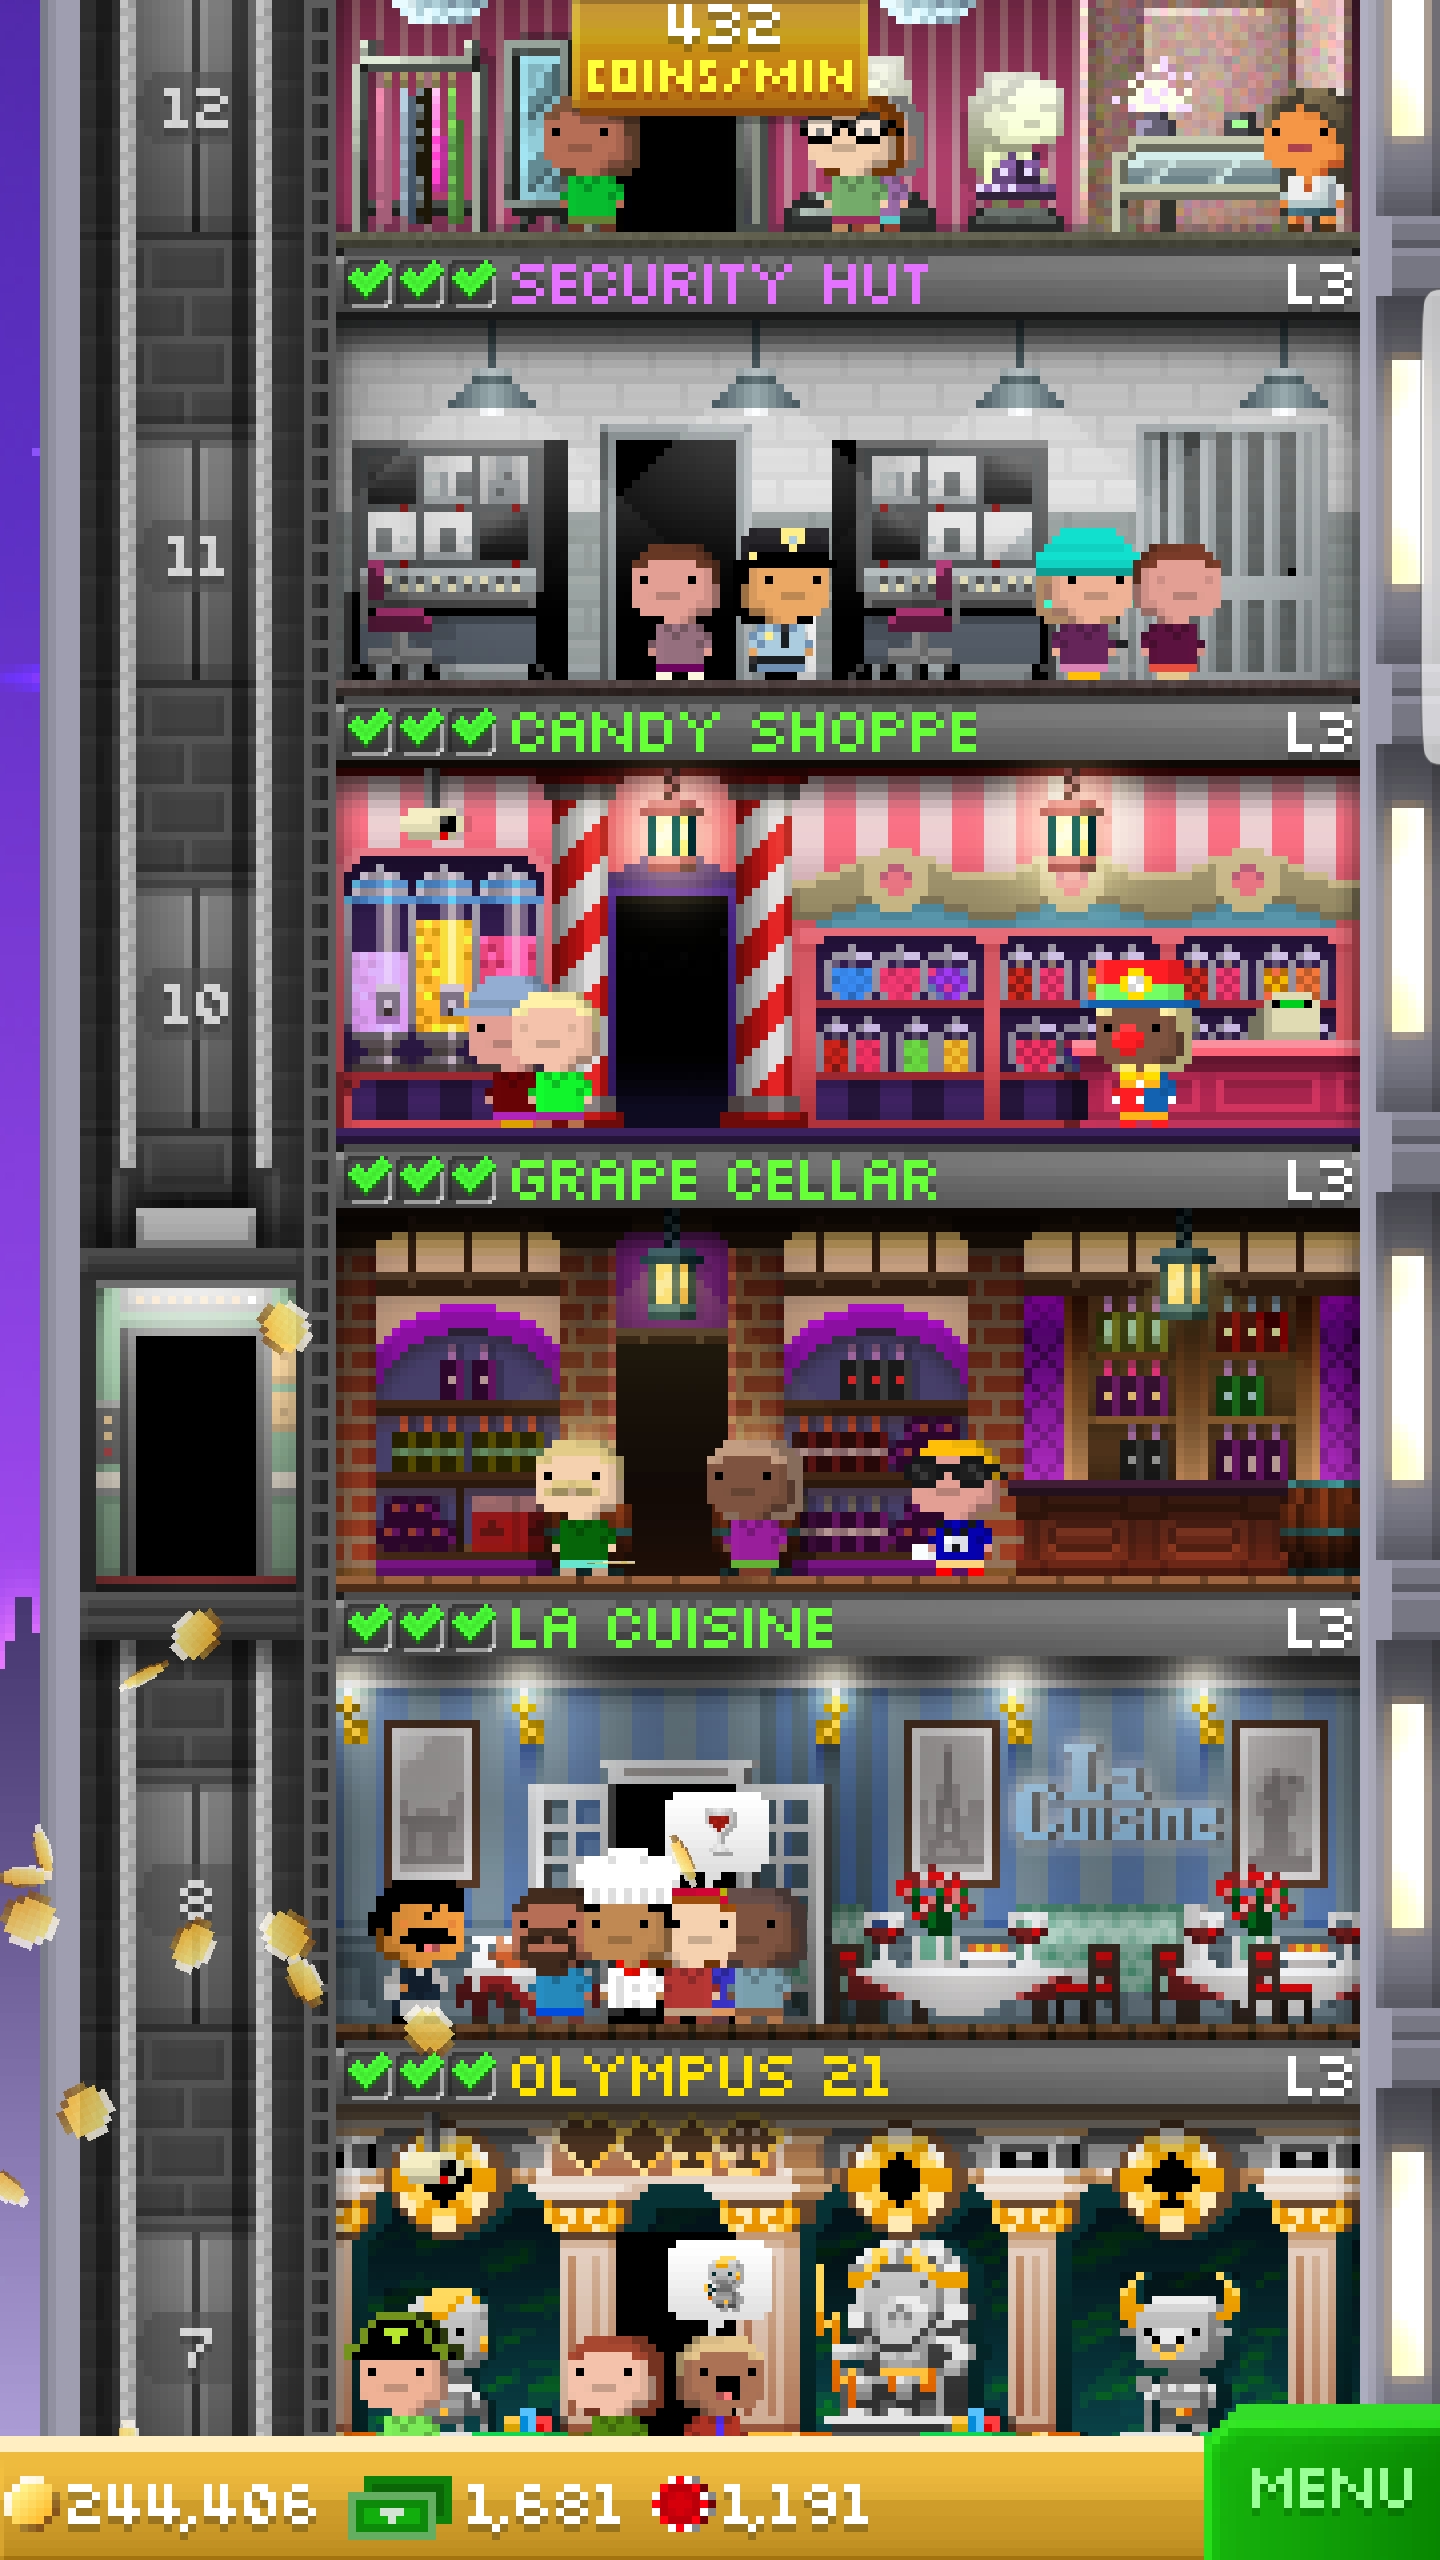 432
COINS/MIN
12
SECURITY HUT L3
11
CANDY SHOPPE L3
10
GRAPE CELLAR L3
LA CUISINE L3
La
Cuisine
8
OLYMPUS 21 L3
7
244,406 1,681 1,191
MENU